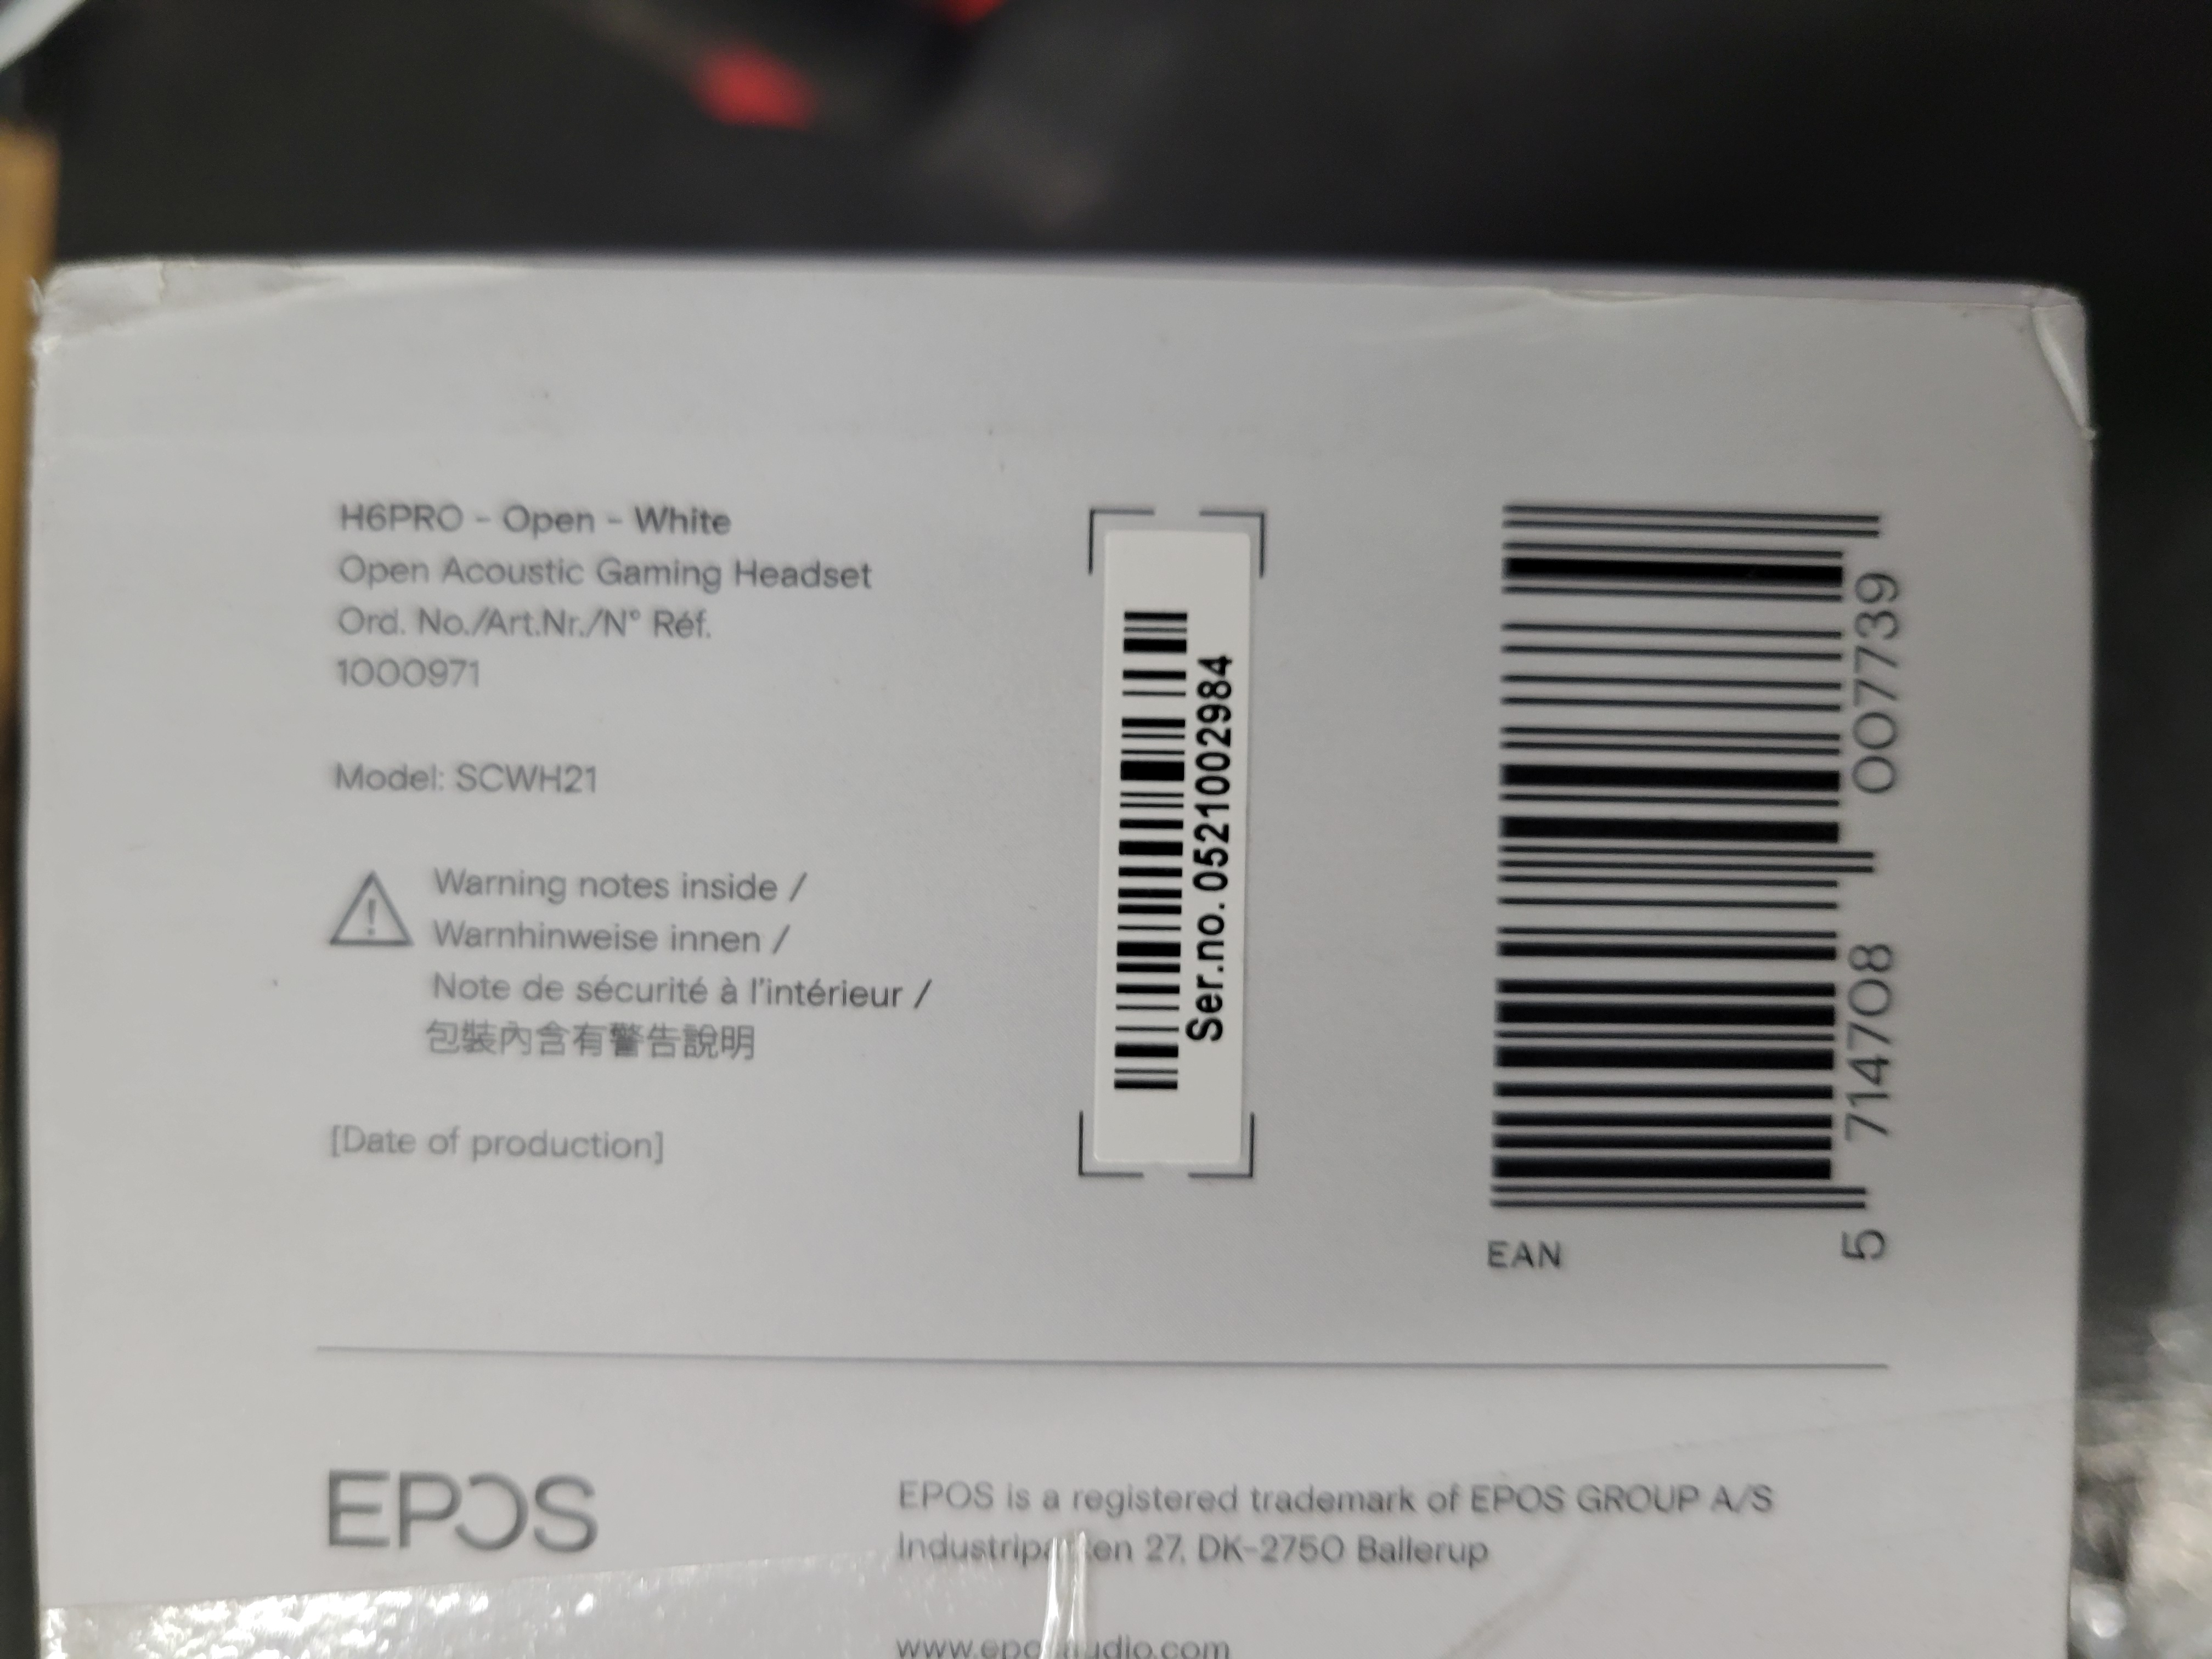 H6PRO - Open - White
Open Acoustic Gaming Headset
Ord. No./Art.Nr./N° Réf.
1000971
Model: SCWH21
Warning notes inside /
Warnhinweise innen /
Note de sécurité à l'intérieur /
包裝內含有警告說明
[Date of production]
Ser.no. 0521002984
5 714708 007739
EAN
EPOS
EPOS is a registered trademark of EPOS GROUP A/S
27, DK-2750 Ballerup